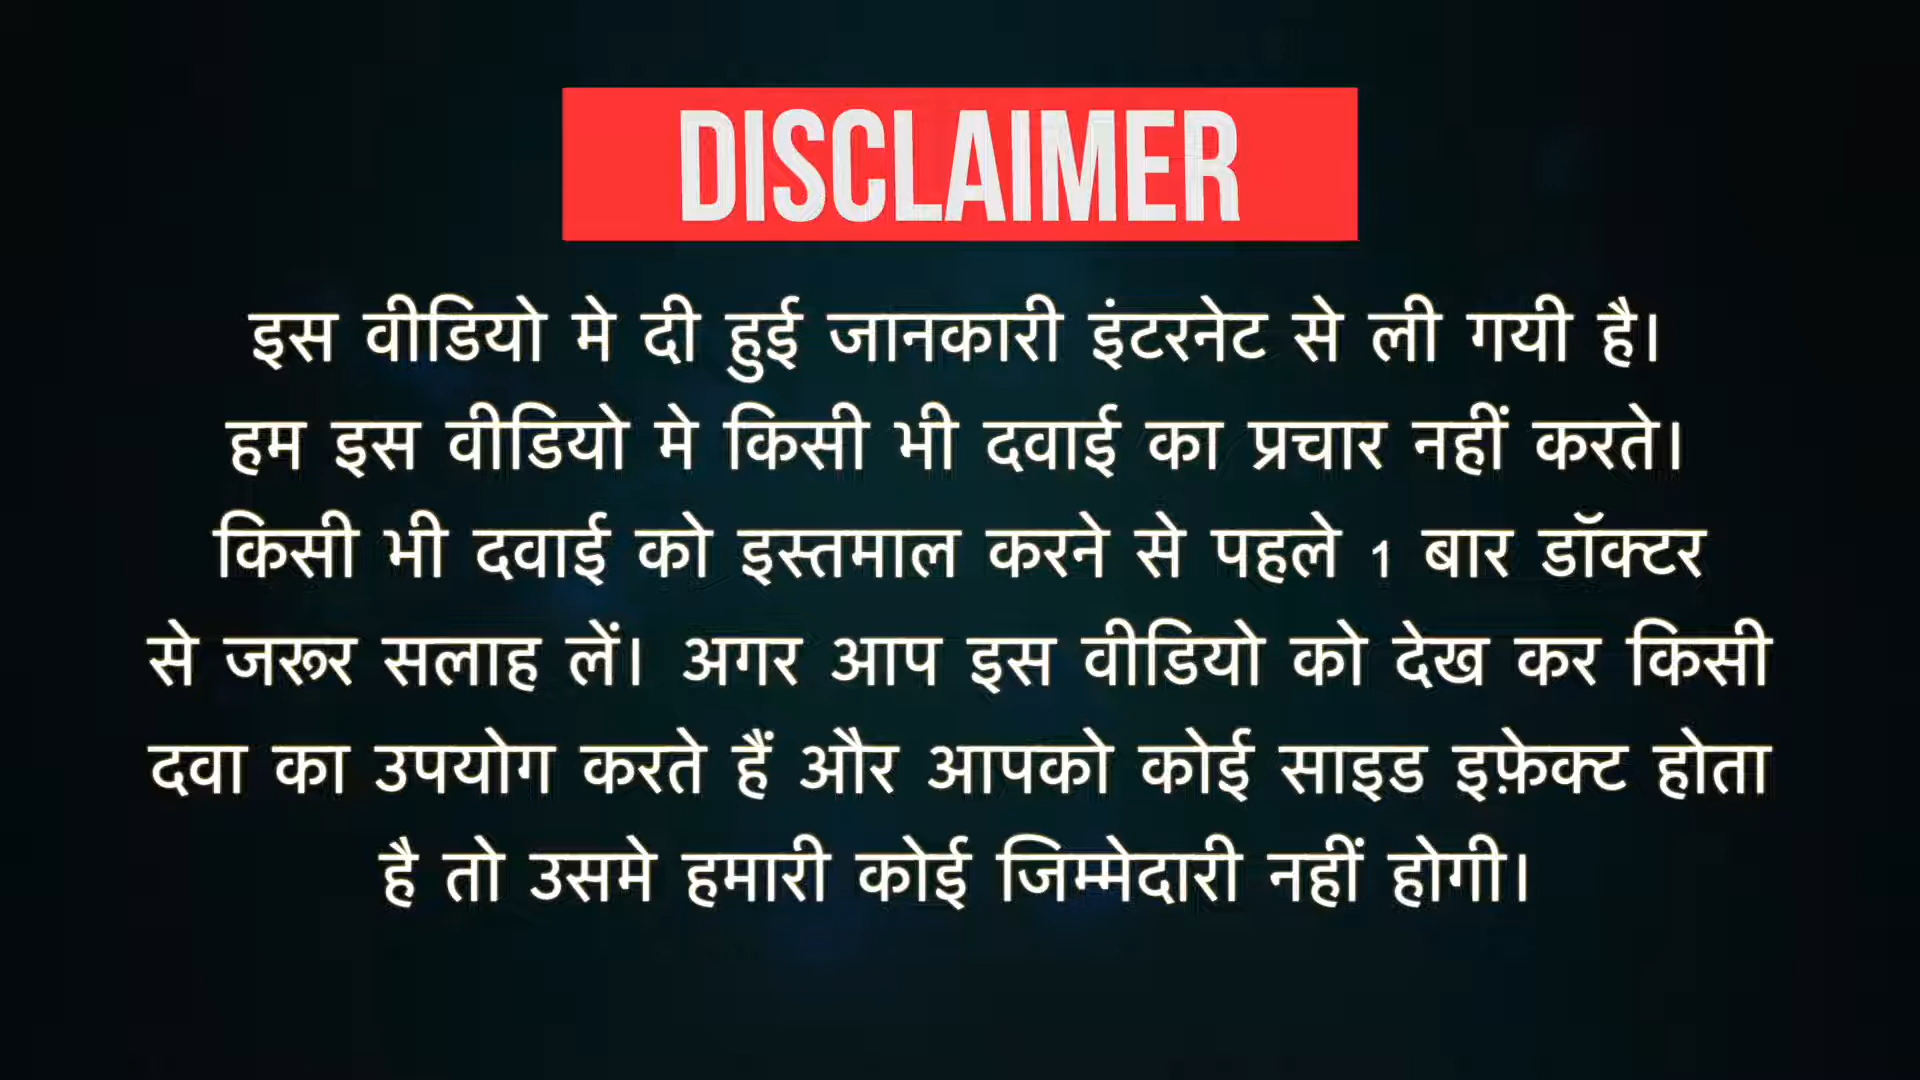 DISCLAIMER
इस वीडियो मे दी हुई जानकारी इंटरनेट से ली गयी है।
हम इस वीडियो मे किसी भी दवाई का प्रचार नहीं करते।
किसी भी दवाई को इस्तमाल करने से पहले 1 बार डॉक्टर
से जरूर सलाह लें। अगर आप इस वीडियो को देख कर किसी
दवा का उपयोग करते हैं और आपको कोई साइड इफ़ेक्ट होता
है तो उसमे हमारी कोई जिम्मेदारी नहीं होगी।